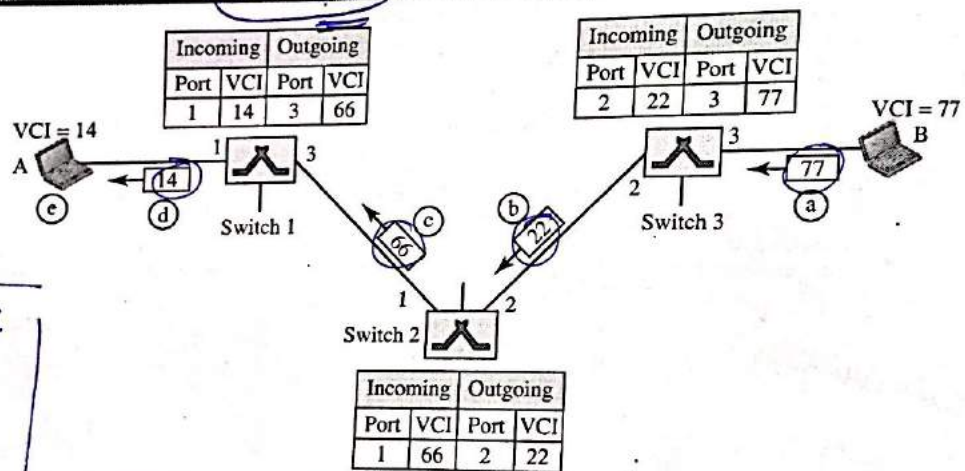 Incoming Outgoing
Port VCI Port VCI
1 14 3 66
Incoming Outgoing
Port VCI Port VCI
2 22 3 77
VCI = 14
A
e
14
d
1
3
Switch 1
c
66
b
22
2
3
Switch 3
VCI = 77
B
77
a
1
2
Switch 2
Incoming Outgoing
Port VCI Port VCI
1 66 2 22